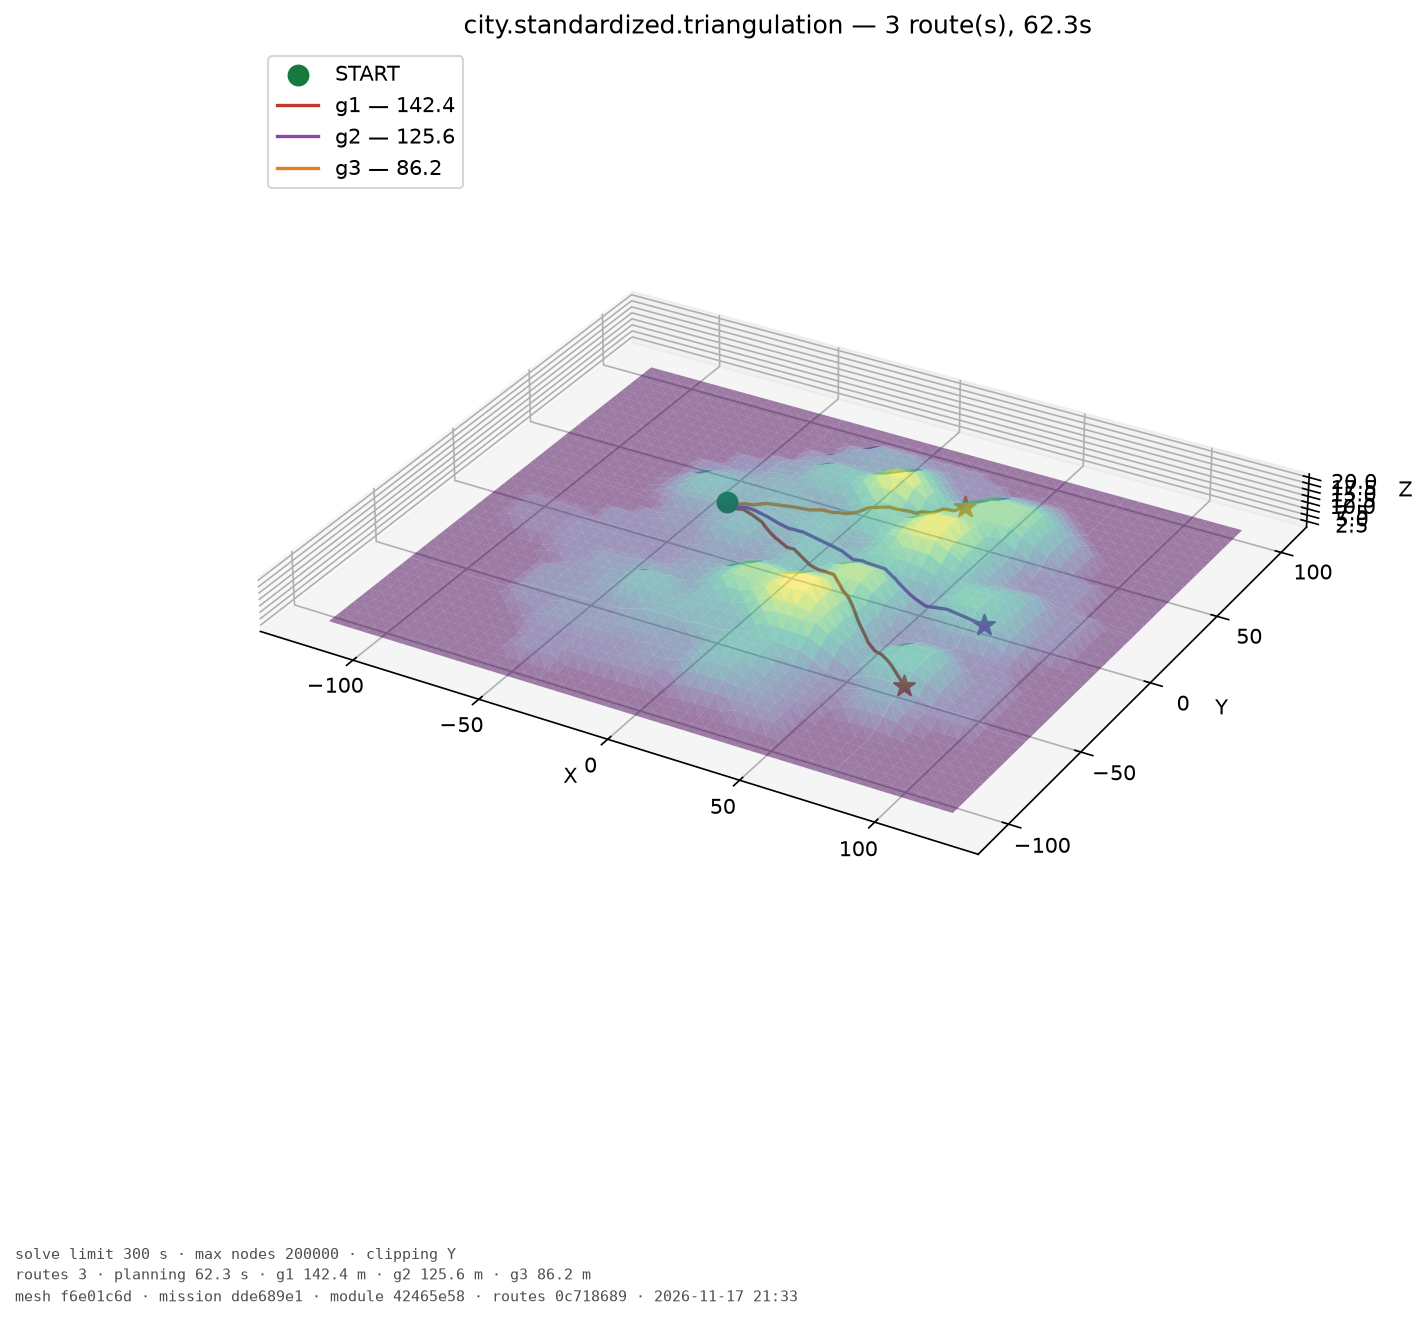 city.standardized.triangulation — 3 route(s), 62.3s
START
g1 — 142.4
g2 — 125.6
g3 — 86.2
20.0
2.5
Z
100
50
0
Y
−50
−100
−100
−50
X
0
50
100
solve limit 300 s · max nodes 200000 · clipping Y
routes 3 · planning 62.3 s · g1 142.4 m · g2 125.6 m · g3 86.2 m
mesh f6e01c6d · mission dde689e1 · module 42465e58 · routes 0c718689 · 2026-11-17 21:33